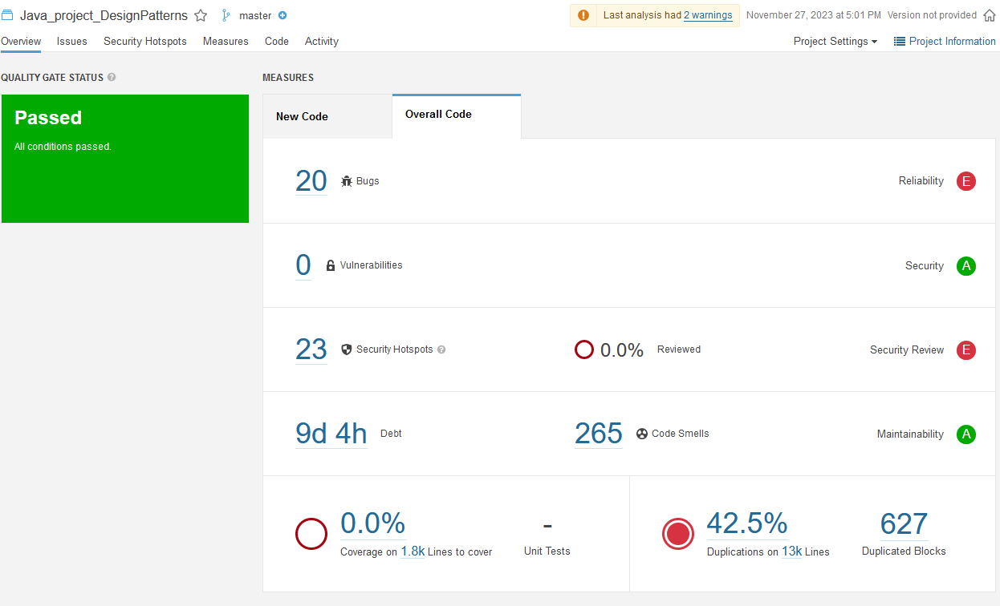 Java_project_DesignPatterns master
Last analysis had 2 warnings November 27, 2023 at 5:01 PM Version not provided
Overview Issues Security Hotspots Measures Code Activity
Project Settings Project Information
QUALITY GATE STATUS ?
MEASURES
Passed
All conditions passed.
New Code
Overall Code
20 Bugs
Reliability E
0 Vulnerabilities
Security A
23 Security Hotspots ?
0.0% Reviewed
Security Review E
9d 4h Debt
265 Code Smells
Maintainability A
0.0%
Coverage on 1.8k Lines to cover
-
Unit Tests
42.5%
Duplications on 13k Lines
627
Duplicated Blocks